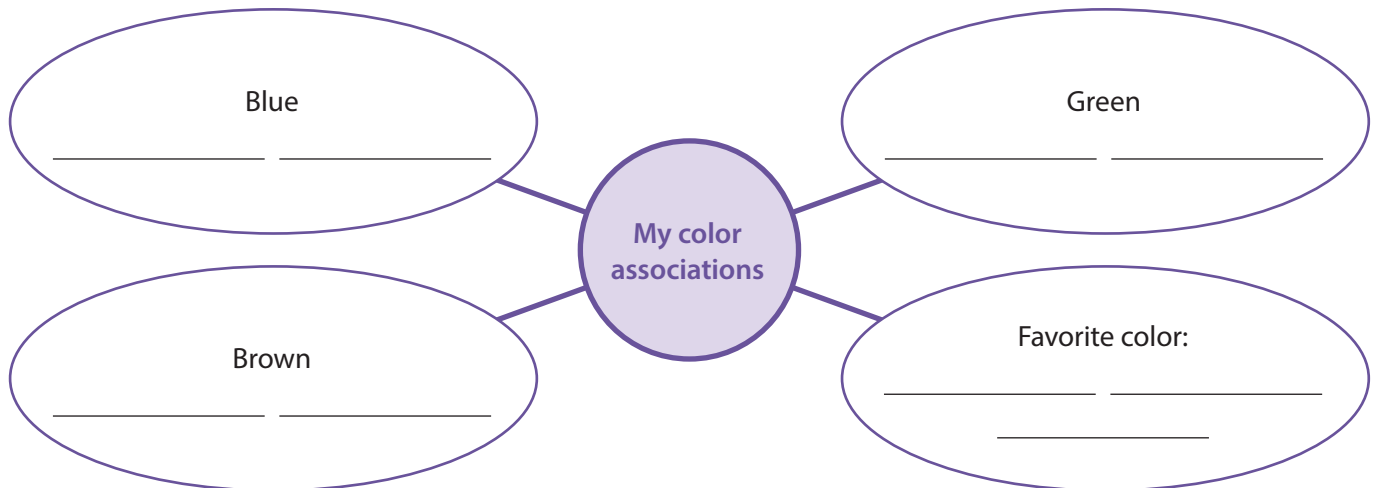 Blue
Green
My color
associations
Brown
Favorite color: